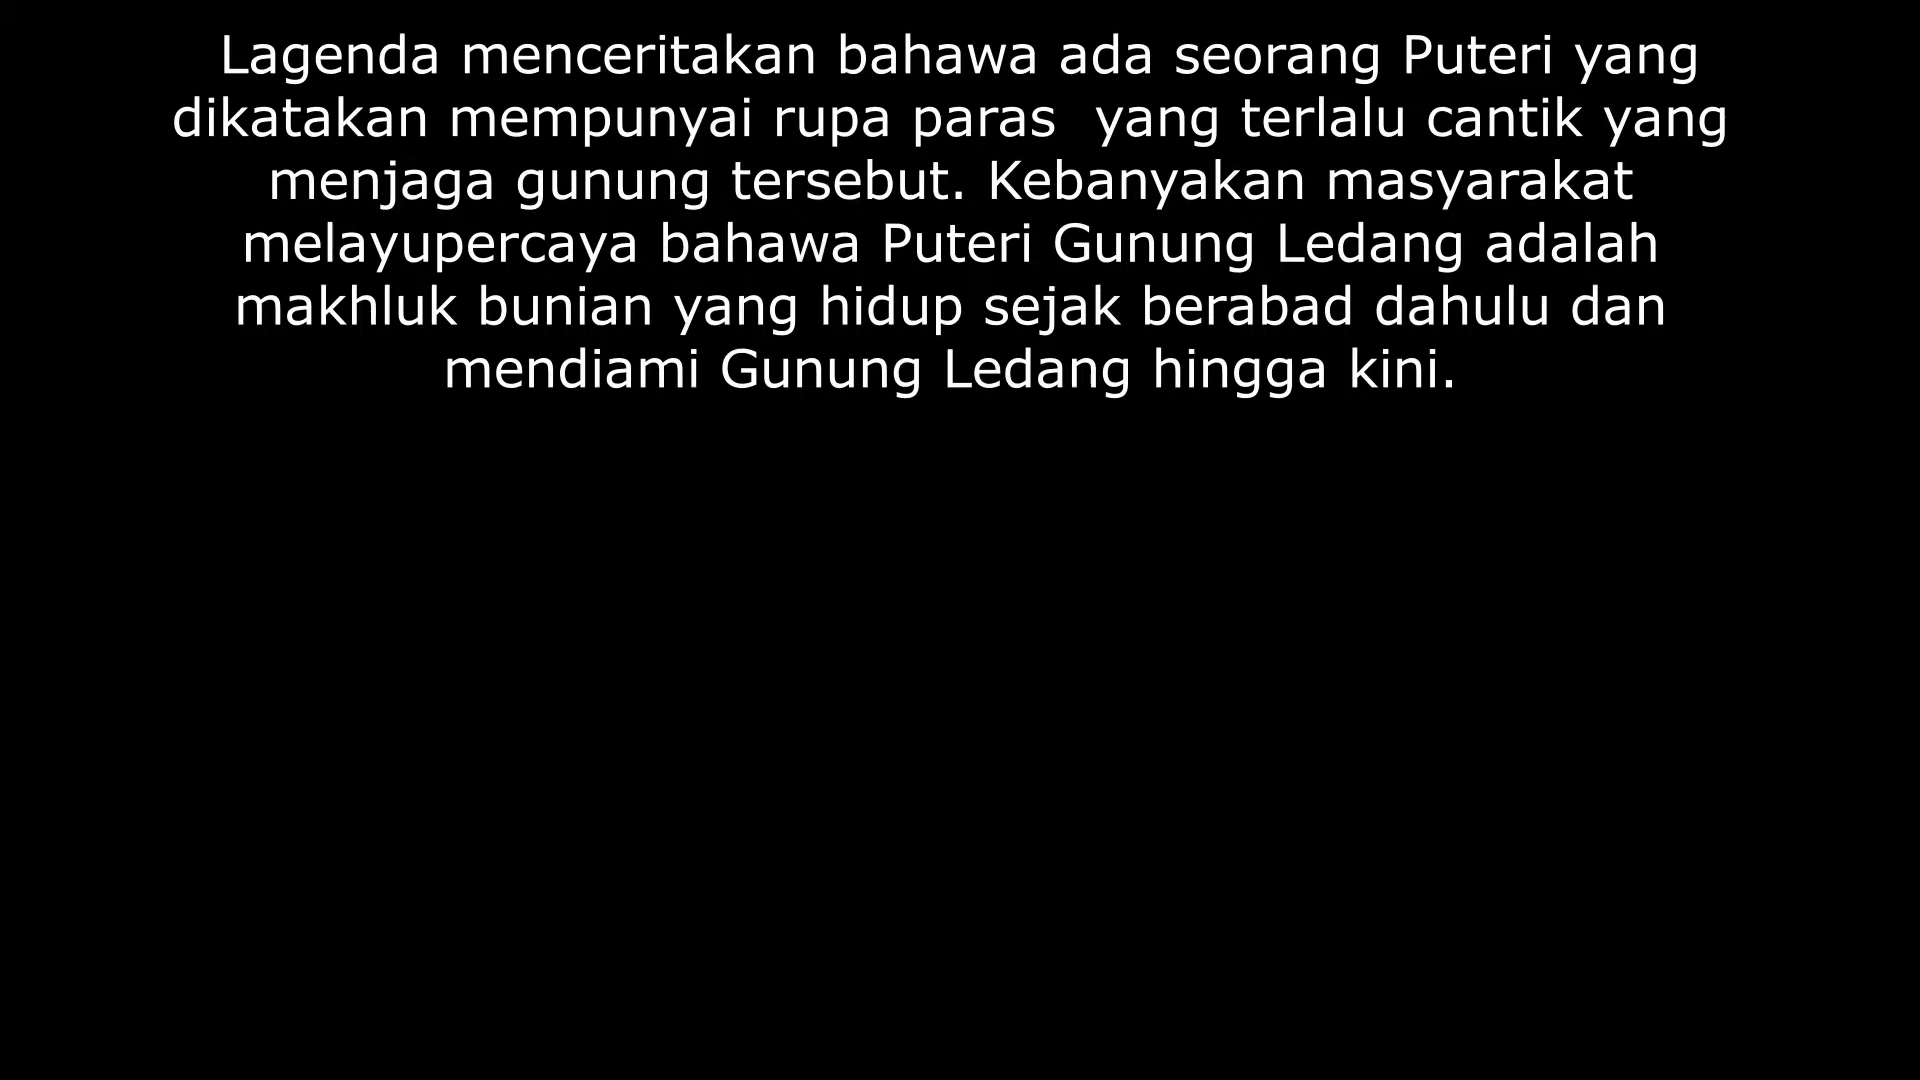 Lagenda menceritakan bahawa ada seorang Puteri yang
dikatakan mempunyai rupa paras  yang terlalu cantik yang
menjaga gunung tersebut. Kebanyakan masyarakat
melayupercaya bahawa Puteri Gunung Ledang adalah
makhluk bunian yang hidup sejak berabad dahulu dan
mendiami Gunung Ledang hingga kini.